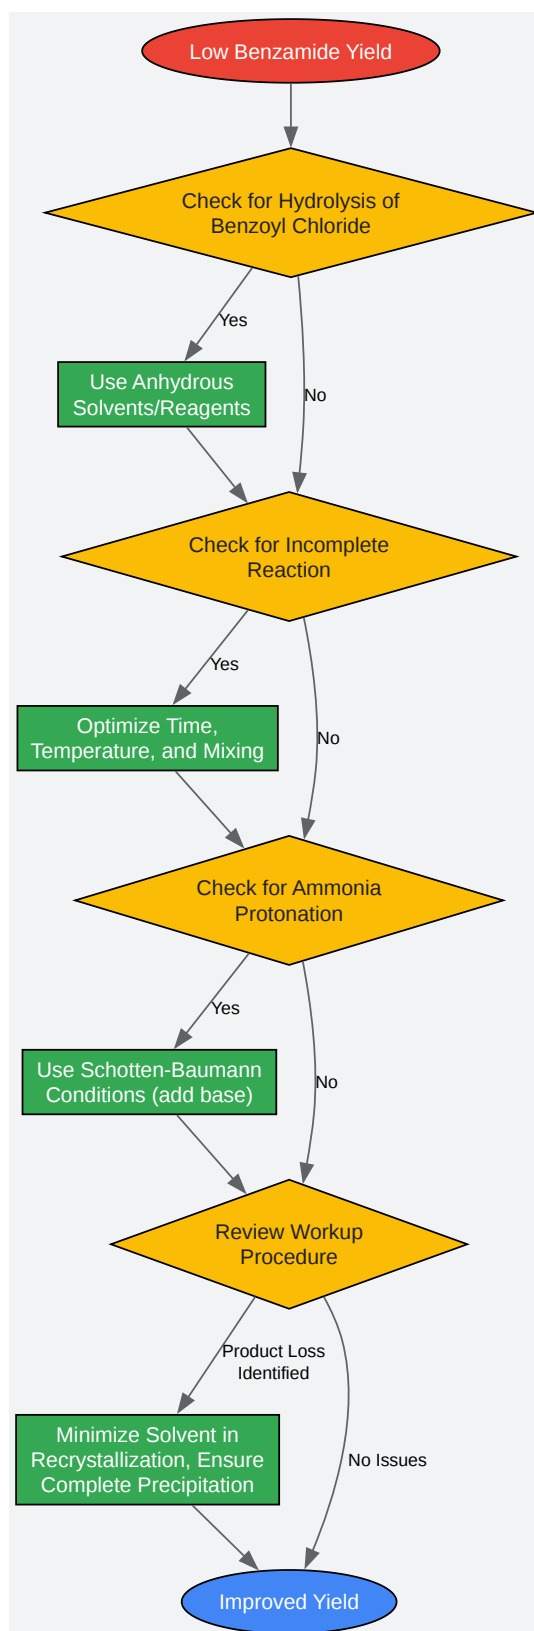 Low Benzamide Yield
Check for Hydrolysis of
Benzoyl Chloride
Yes
Use Anhydrous
Solvents/Reagents
No
Check for Incomplete
Reaction
Yes
Optimize Time,
Temperature, and Mixing
No
Check for Ammonia
Protonation
Yes
Use Schotten-Baumann
Conditions (add base)
No
Review Workup
Procedure
Product Loss
Identified
Minimize Solvent in
Recrystallization, Ensure
Complete Precipitation
No Issues
Improved Yield